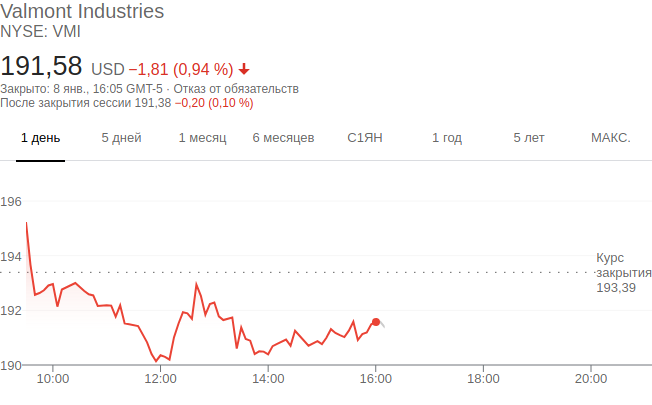 Valmont Industries
NYSE: VMI
191,58 USD −1,81 (0,94 %)
Закрыто: 8 янв., 16:05 GMT-5 · Отказ от обязательств
После закрытия сессии 191,38 −0,20 (0,10 %)
1 день 5 дней 1 месяц 6 месяцев С1ЯН 1 год 5 лет МАКС.
196
194
Курс
закрытия
193,39
192
190
10:00 12:00 14:00 16:00 18:00 20:00